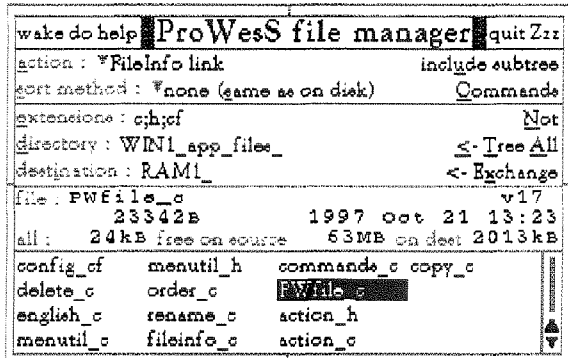 wake do help ProWesS file manager quit Zzz
action : FileInfo link include subtree
sort method : none (same as on disk) Commands
extensions : c;h;cf Not
directory : WIN1_app_files_ <- Tree All
destination : RAM1_ <- Exchange
file : PWfile_c v17
23342B 1997 Oct 21 13:23
all : 24kB free on source 63MB on dest 2013kB
config_cf menutil_h commands_c copy_c
delete_c order_c PWfile_c
english_c rename_c action_h
menutil_c fileinfo_c action_c